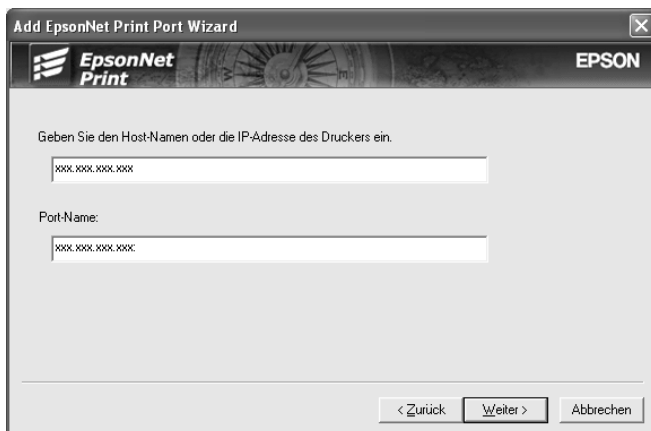 Add EpsonNet Print Port Wizard
EpsonNet
Print
EPSON
Geben Sie den Host-Namen oder die IP-Adresse des Druckers ein.
xxx.xxx.xxx.xxx
Port-Name:
xxx.xxx.xxx.xxx:
< Zurück
Weiter >
Abbrechen